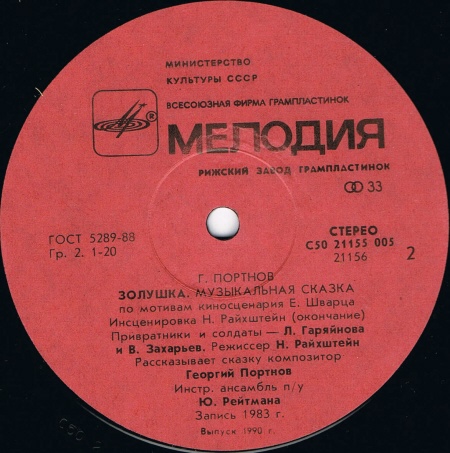 МИНИСТЕРСТВО
КУЛЬТУРЫ СССР
ВСЕСОЮЗНАЯ ФИРМА ГРАМПЛАСТИНОК
®
МЕЛОДИЯ
РИЖСКИЙ ЗАВОД ГРАМПЛАСТИНОК
33
ГОСТ 5289-88
Гр. 2. 1-20
СТЕРЕО
С50 21155 005
21156
2
Г. ПОРТНОВ
ЗОЛУШКА. МУЗЫКАЛЬНАЯ СКАЗКА
по мотивам киносценария Е. Шварца
Инсценировка Н. Райхштейн (окончание)
Привратники и солдаты — Л. Гаряйнова
и В. Захарьев. Режиссер Н. Райхштейн
Рассказывает сказку композитор
Георгий Портнов
Инстр. ансамбль п/у
Ю. Рейтмана
Запись 1983 г.
Выпуск 1990 г.